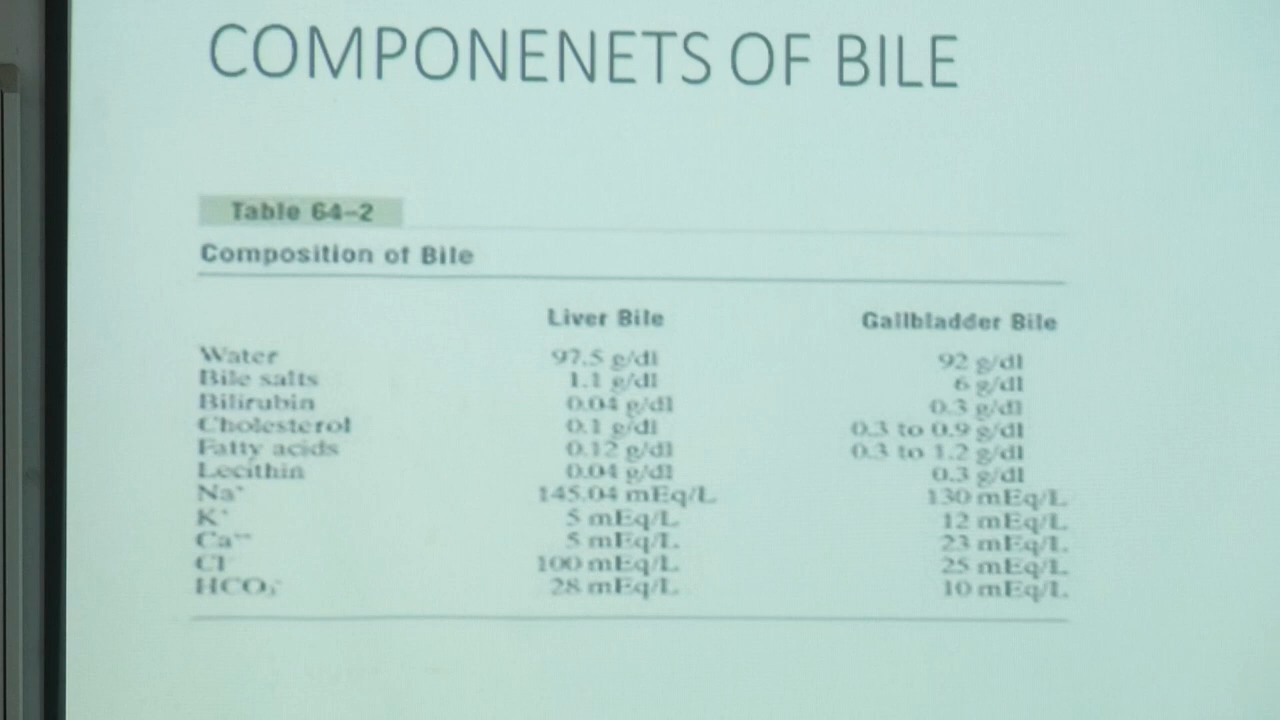 COMPONENETS OF BILE
Table 64–2
Composition of Bile
Liver Bile Gallbladder Bile
Water 97.5 g/dl 92 g/dl
Bile salts 1.1 g/dl 6 g/dl
Bilirubin 0.04 g/dl 0.3 g/dl
Cholesterol 0.1 g/dl 0.3 to 0.9 g/dl
Fatty acids 0.12 g/dl 0.3 to 1.2 g/dl
Lecithin 0.04 g/dl 0.3 g/dl
Na⁺ 145.04 mEq/L 130 mEq/L
K⁺ 5 mEq/L 12 mEq/L
Ca⁺⁺ 5 mEq/L 23 mEq/L
Cl⁻ 100 mEq/L 25 mEq/L
HCO₃⁻ 28 mEq/L 10 mEq/L